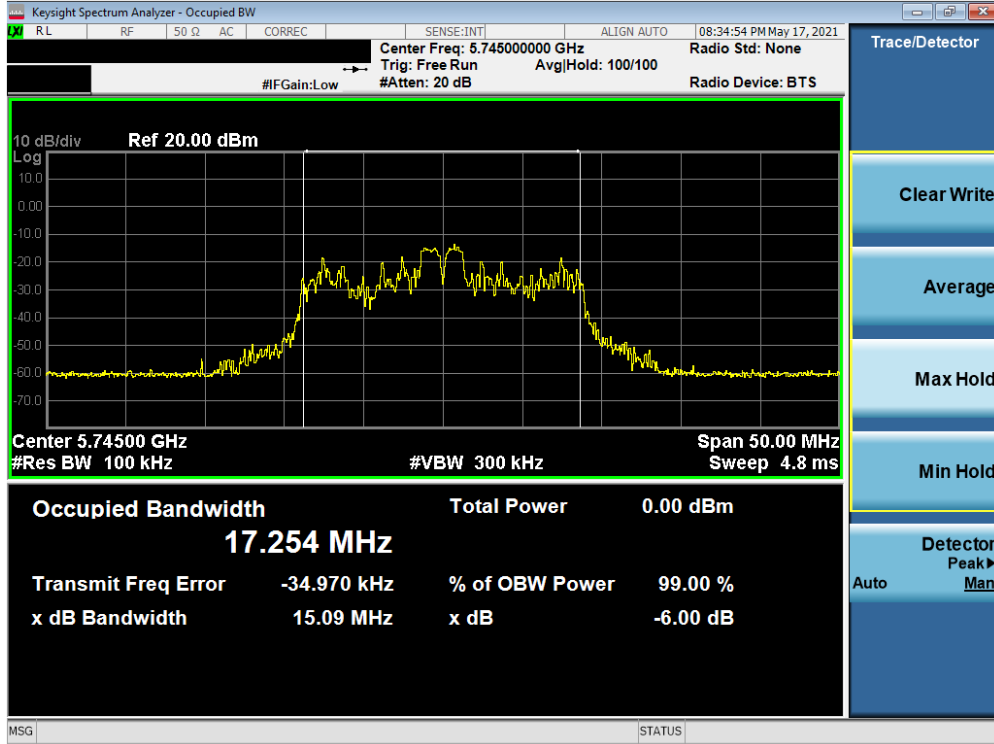 Keysight Spectrum Analyzer - Occupied BW
LXI RL RF 50 Ω AC CORREC SENSE:INT ALIGN AUTO 08:34:54 PM May 17, 2021
Center Freq: 5.745000000 GHz Radio Std: None
Trig: Free Run Avg|Hold: 100/100
#IFGain:Low #Atten: 20 dB Radio Device: BTS
10 dB/div Ref 20.00 dBm
Log
10.0
0.00
-10.0
-20.0
-30.0
-40.0
-50.0
-60.0
-70.0
Center 5.74500 GHz Span 50.00 MHz
#Res BW 100 kHz #VBW 300 kHz Sweep 4.8 ms
Occupied Bandwidth Total Power 0.00 dBm
17.254 MHz
Transmit Freq Error -34.970 kHz % of OBW Power 99.00 %
x dB Bandwidth 15.09 MHz x dB -6.00 dB
MSG STATUS
Trace/Detector
Clear Write
Average
Max Hold
Min Hold
Detector
Peak▶
Auto Man